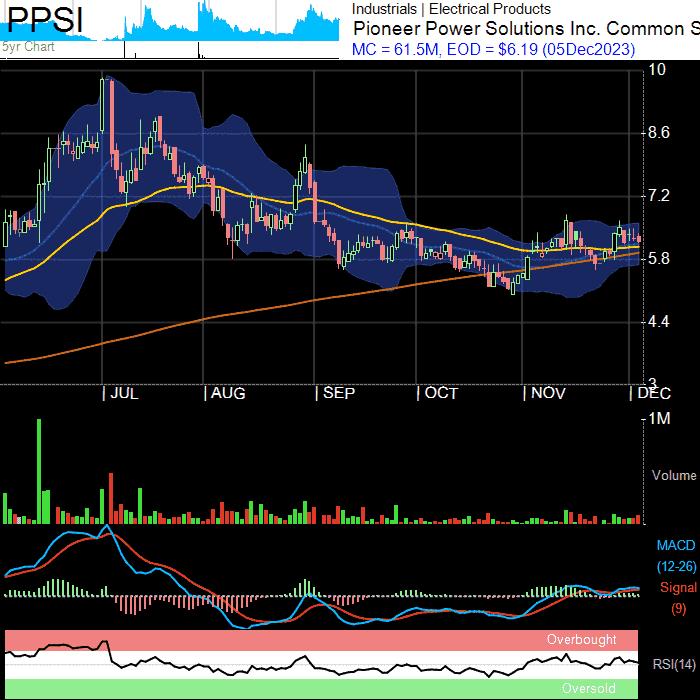 PPSI
5yr Chart
Industrials | Electrical Products
Pioneer Power Solutions Inc. Common S
MC = 61.5M, EOD = $6.19 (05Dec2023)
10
8.6
7.2
5.8
4.4
3
JUL
AUG
SEP
OCT
NOV
DEC
1M
Volume
MACD
(12-26)
Signal
(9)
Overbought
RSI(14)
Oversold